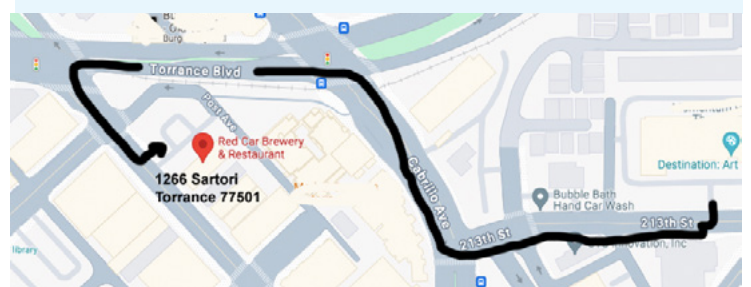 Burg
Torrance Blvd
Post Ave
Red Car Brewery
& Restaurant
1266 Sartori
Torrance 77501
Cabrillo Ave
Destination: Art
Bubble Bath
Hand Car Wash
213th St
213th St
Innovation, Inc
library